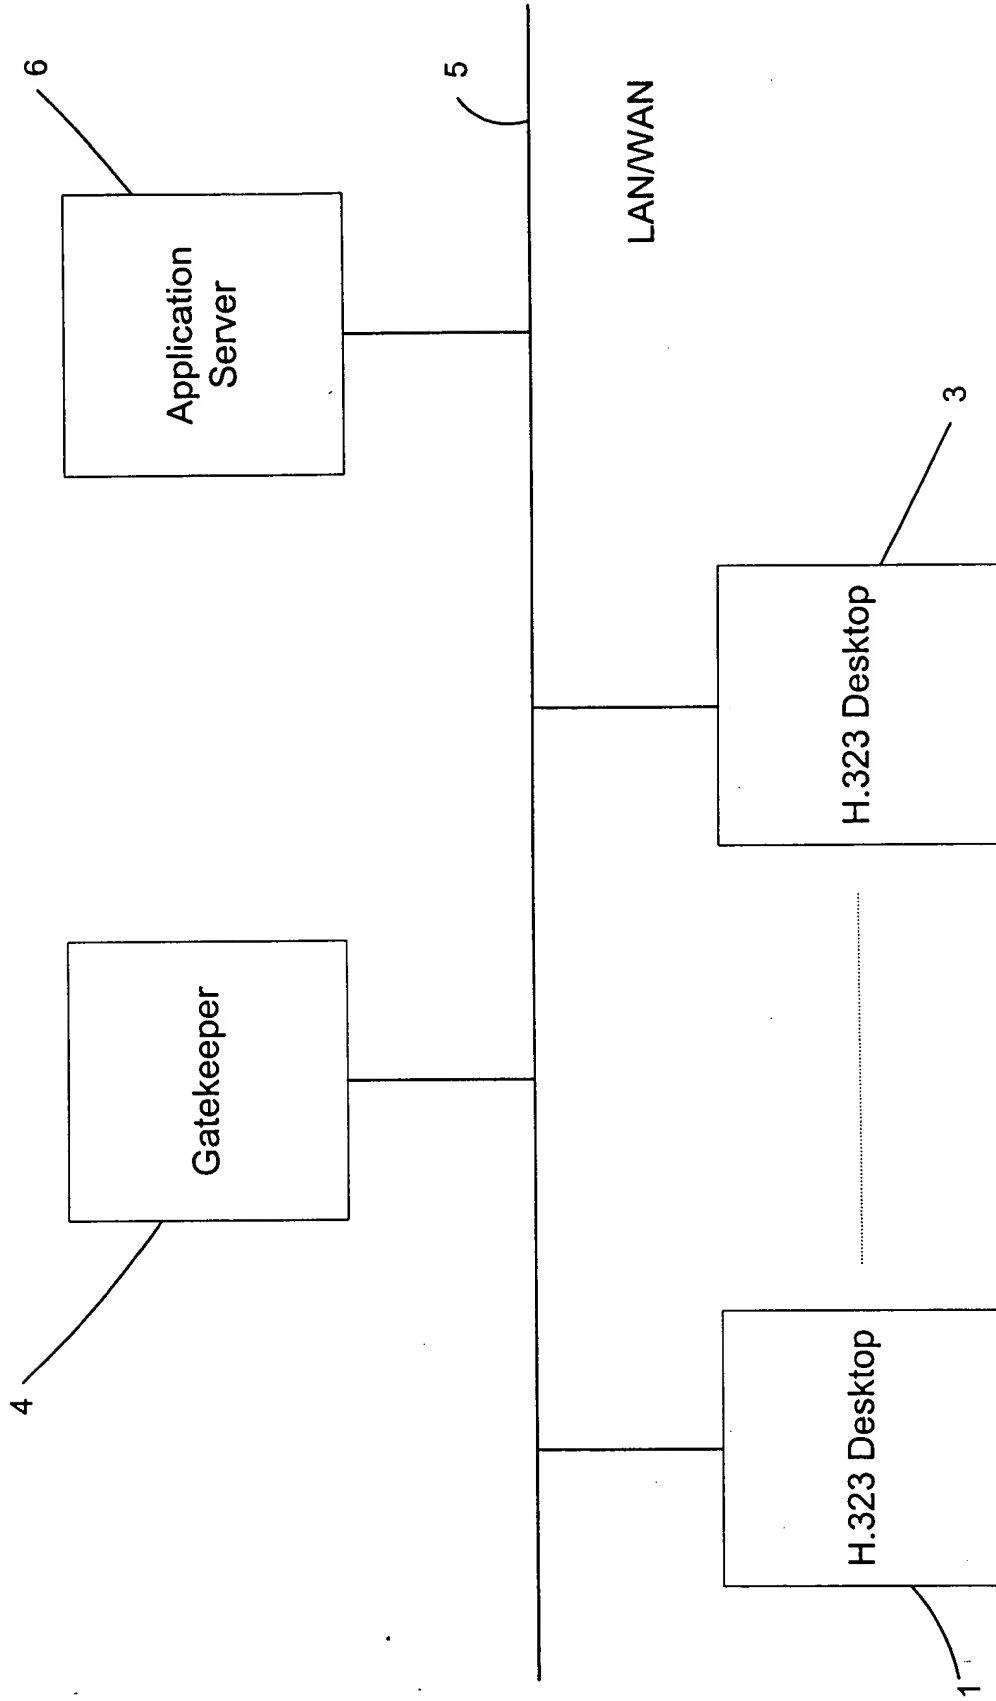 4
Gatekeeper
Application
Server
6
5
LAN/WAN
1
H.323 Desktop
H.323 Desktop
3